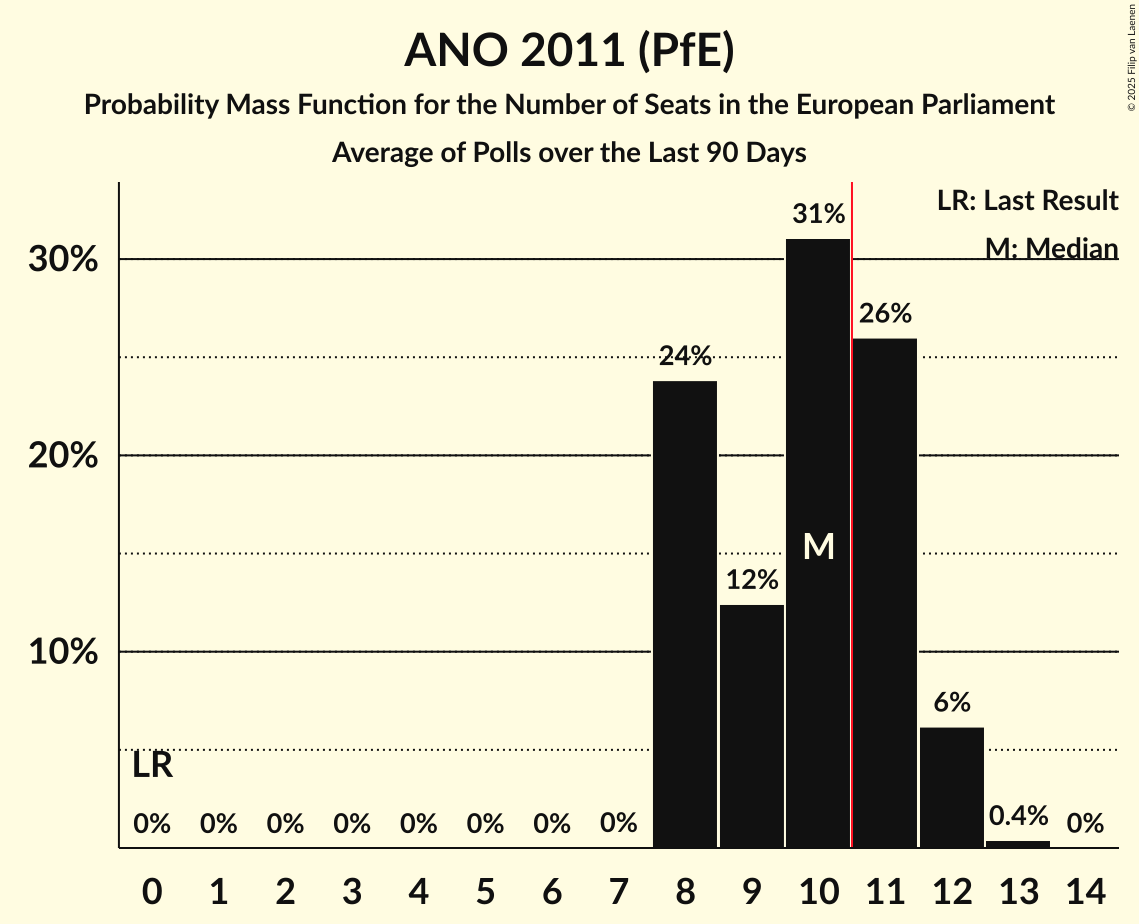 ANO 2011 (PfE)
Probability Mass Function for the Number of Seats in the European Parliament
Average of Polls over the Last 90 Days
© 2025 Filip van Laenen
LR: Last Result
M: Median
30%
20%
10%
31%
26%
24%
12%
M
6%
LR
0% 0% 0% 0% 0% 0% 0% 0% 0.4% 0%
0 1 2 3 4 5 6 7 8 9 10 11 12 13 14